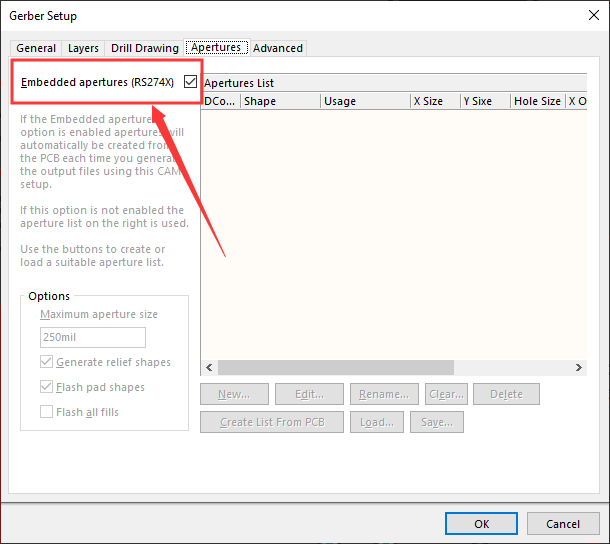 Gerber Setup
General Layers Drill Drawing Apertures Advanced
Embedded apertures (RS274X)
Apertures List
DCo... Shape Usage X Size Y Sixe Hole Size X O
If the Embedded apertures
option is enabled apertures will
automatically be created from
the PCB each time you generate
the output files using this CAM
setup.
If this option is not enabled the
aperture list on the right is used.
Use the buttons to create or
load a suitable aperture list.
Options
Maximum aperture size
250mil
Generate relief shapes
Flash pad shapes
Flash all fills
New... Edit... Rename... Clear... Delete
Create List From PCB Load... Save...
OK Cancel